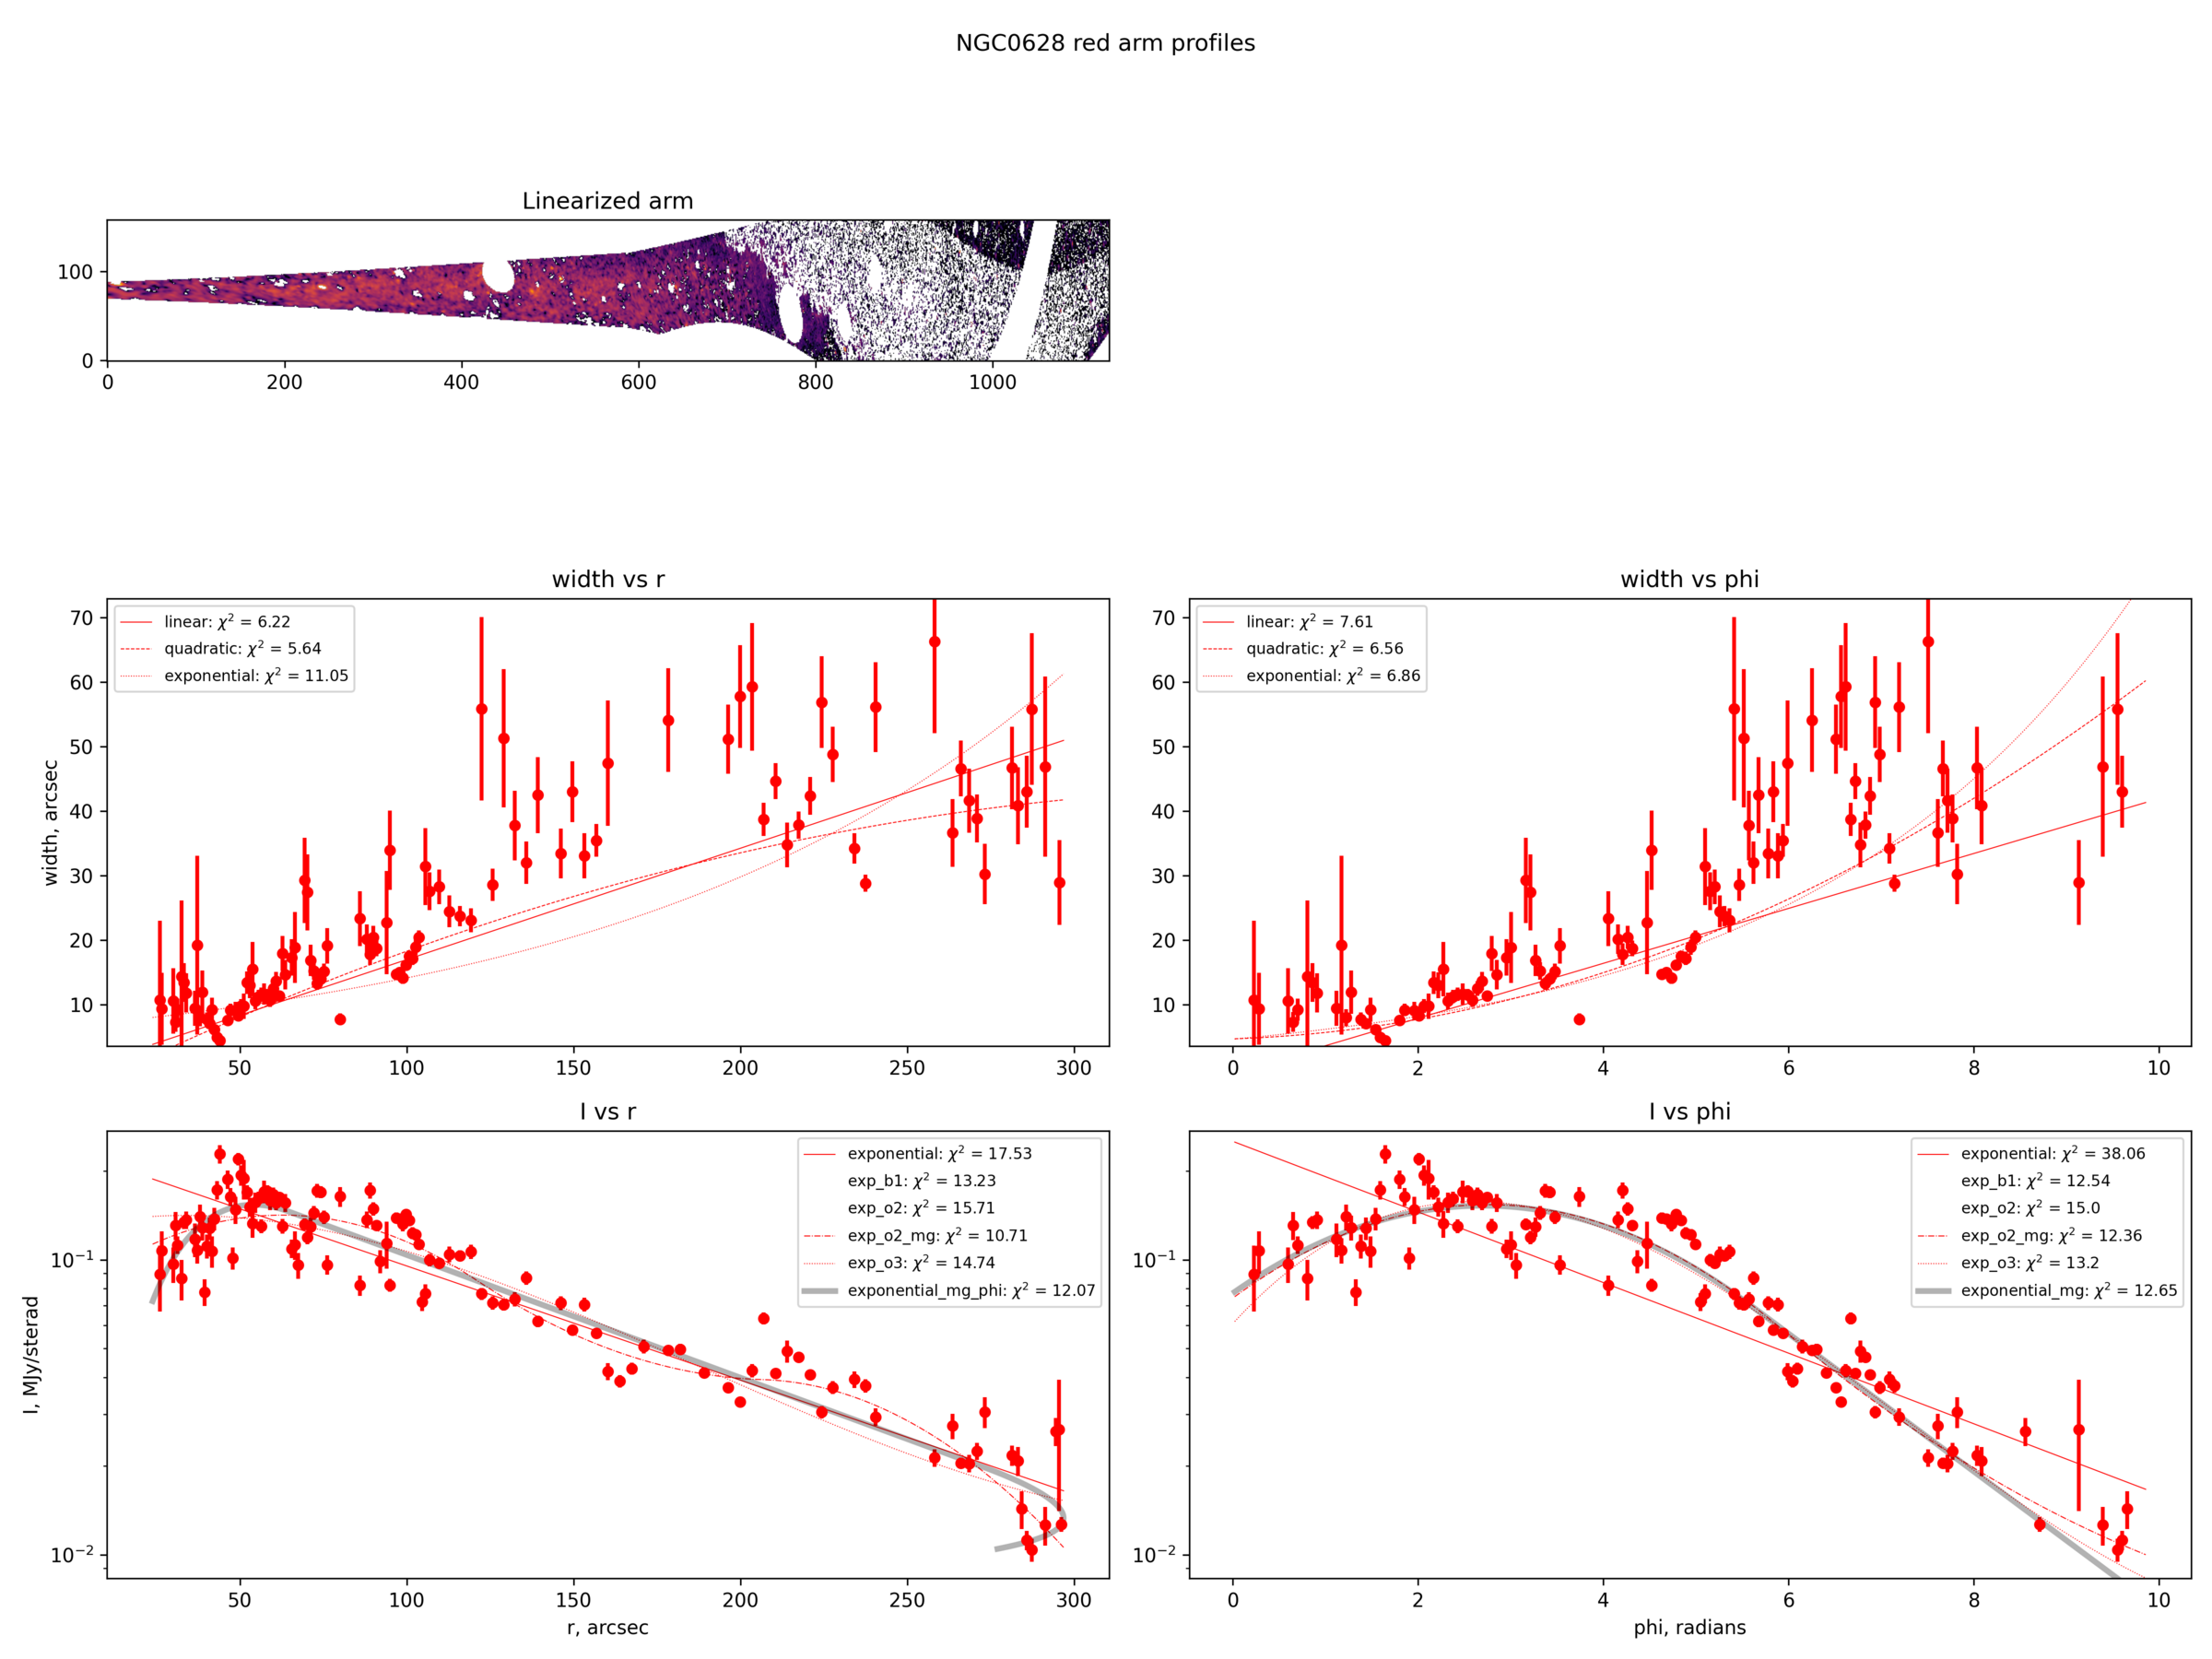 NGC0628 red arm profiles
Linearized arm
100
0
0 200 400 600 800 1000
width vs r
width, arcsec
70
60
50
40
30
20
10
linear: χ² = 6.22
quadratic: χ² = 5.64
exponential: χ² = 11.05
50 100 150 200 250 300
width vs phi
70
60
50
40
30
20
10
linear: χ² = 7.61
quadratic: χ² = 6.56
exponential: χ² = 6.86
0 2 4 6 8 10
I vs r
I, MJy/sterad
10⁻¹
10⁻²
exponential: χ² = 17.53
exp_b1: χ² = 13.23
exp_o2: χ² = 15.71
exp_o2_mg: χ² = 10.71
exp_o3: χ² = 14.74
exponential_mg_phi: χ² = 12.07
50 100 150 200 250 300
r, arcsec
I vs phi
10⁻¹
10⁻²
exponential: χ² = 38.06
exp_b1: χ² = 12.54
exp_o2: χ² = 15.0
exp_o2_mg: χ² = 12.36
exp_o3: χ² = 13.2
exponential_mg: χ² = 12.65
0 2 4 6 8 10
phi, radians